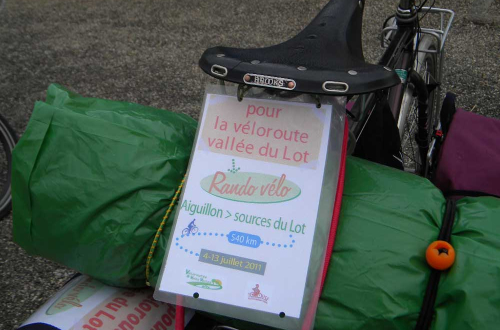 BROOKS
pour
la véloroute
vallée du Lot
Rando vélo
Aiguillon > sources du Lot
540 km
4-13 juillet 2011
la